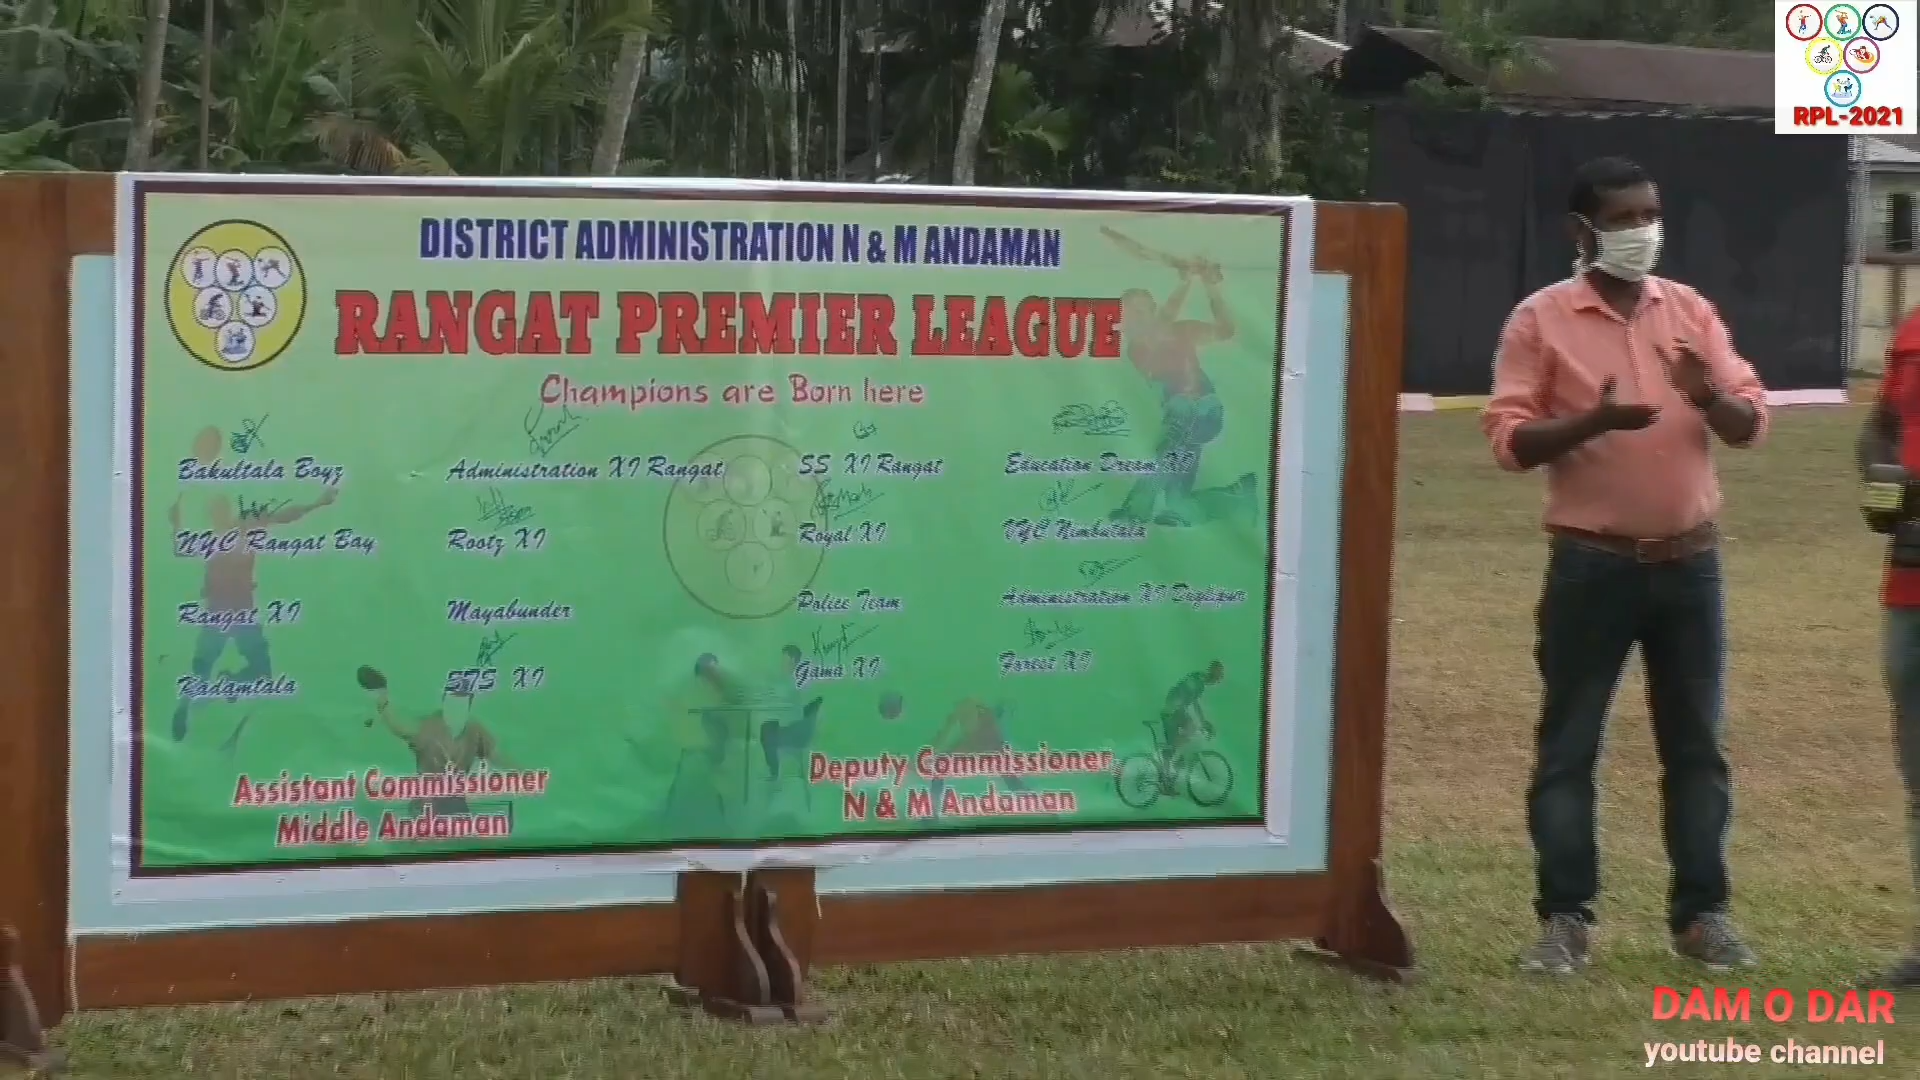 RPL-2021
DISTRICT ADMINISTRATION N & M ANDAMAN
RANGAT PREMIER LEAGUE
Champions are Born here
Bakultala Boyz Administration XI Rangat SS XI Rangat Education Dream XI
NYC Rangat Bay Rootz XI Royal XI VYC Nimbutala
Rangat XI Mayabunder Police Team Administration XI Diglipur
Kadamtala STS XI Gama XI Forest XI
Assistant Commissioner
Middle Andaman
Deputy Commissioner
N & M Andaman
DAM O DAR
youtube channel